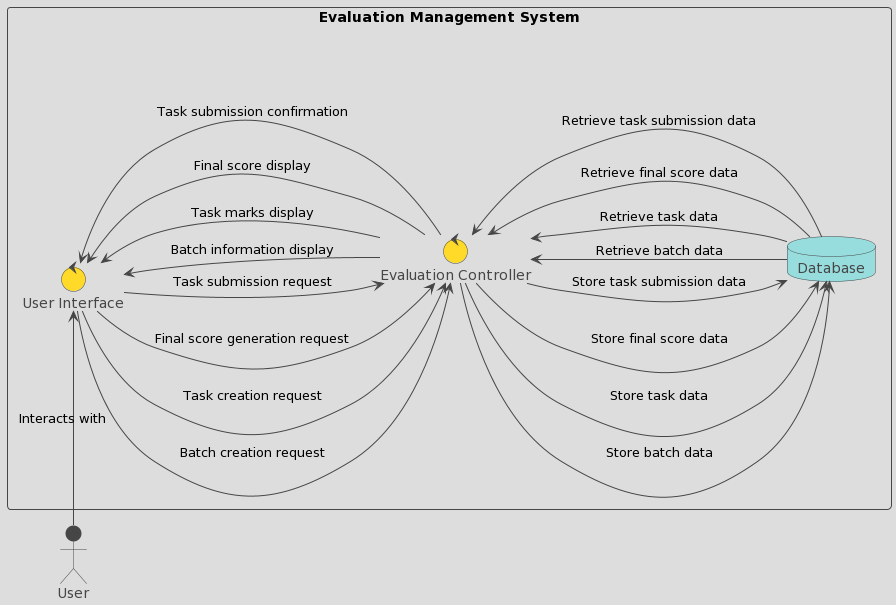 Evaluation Management System
Task submission confirmation
Retrieve task submission data
Final score display
Retrieve final score data
Task marks display
Retrieve task data
Batch information display
Retrieve batch data
Evaluation Controller
Database
Task submission request
Store task submission data
User Interface
Final score generation request
Store final score data
Task creation request
Store task data
Interacts with
Batch creation request
Store batch data
User